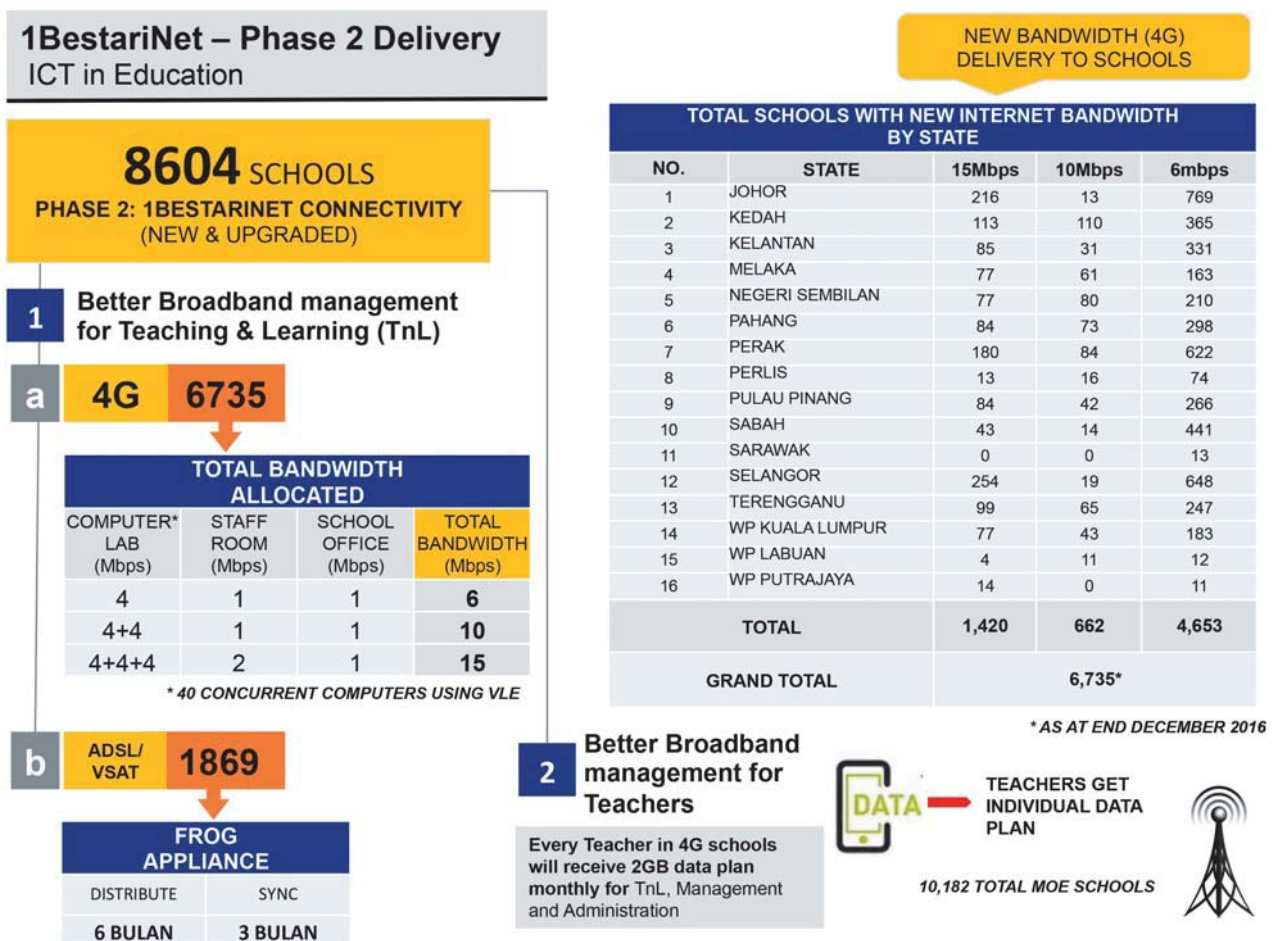 1BestariNet – Phase 2 Delivery
ICT in Education
8604 SCHOOLS
PHASE 2: 1BESTARINET CONNECTIVITY
(NEW & UPGRADED)
1
Better Broadband management
for Teaching & Learning (TnL)
a 4G 6735
TOTAL BANDWIDTH
ALLOCATED
COMPUTER* STAFF SCHOOL TOTAL
LAB ROOM OFFICE BANDWIDTH
(Mbps) (Mbps) (Mbps) (Mbps)
4 1 1 6
4+4 1 1 10
4+4+4 2 1 15
* 40 CONCURRENT COMPUTERS USING VLE
b ADSL/ 1869
VSAT
FROG
APPLIANCE
DISTRIBUTE SYNC
6 BULAN 3 BULAN
NEW BANDWIDTH (4G)
DELIVERY TO SCHOOLS
TOTAL SCHOOLS WITH NEW INTERNET BANDWIDTH
BY STATE
NO. STATE 15Mbps 10Mbps 6mbps
1 JOHOR 216 13 769
2 KEDAH 113 110 365
3 KELANTAN 85 31 331
4 MELAKA 77 61 163
5 NEGERI SEMBILAN 77 80 210
6 PAHANG 84 73 298
7 PERAK 180 84 622
8 PERLIS 13 16 74
9 PULAU PINANG 84 42 266
10 SABAH 43 14 441
11 SARAWAK 0 0 13
12 SELANGOR 254 19 648
13 TERENGGANU 99 65 247
14 WP KUALA LUMPUR 77 43 183
15 WP LABUAN 4 11 12
16 WP PUTRAJAYA 14 0 11
TOTAL 1,420 662 4,653
GRAND TOTAL 6,735*
* AS AT END DECEMBER 2016
2
Better Broadband
management for
Teachers
Every Teacher in 4G schools
will receive 2GB data plan
monthly for TnL, Management
and Administration
DATA
TEACHERS GET
INDIVIDUAL DATA
PLAN
10,182 TOTAL MOE SCHOOLS